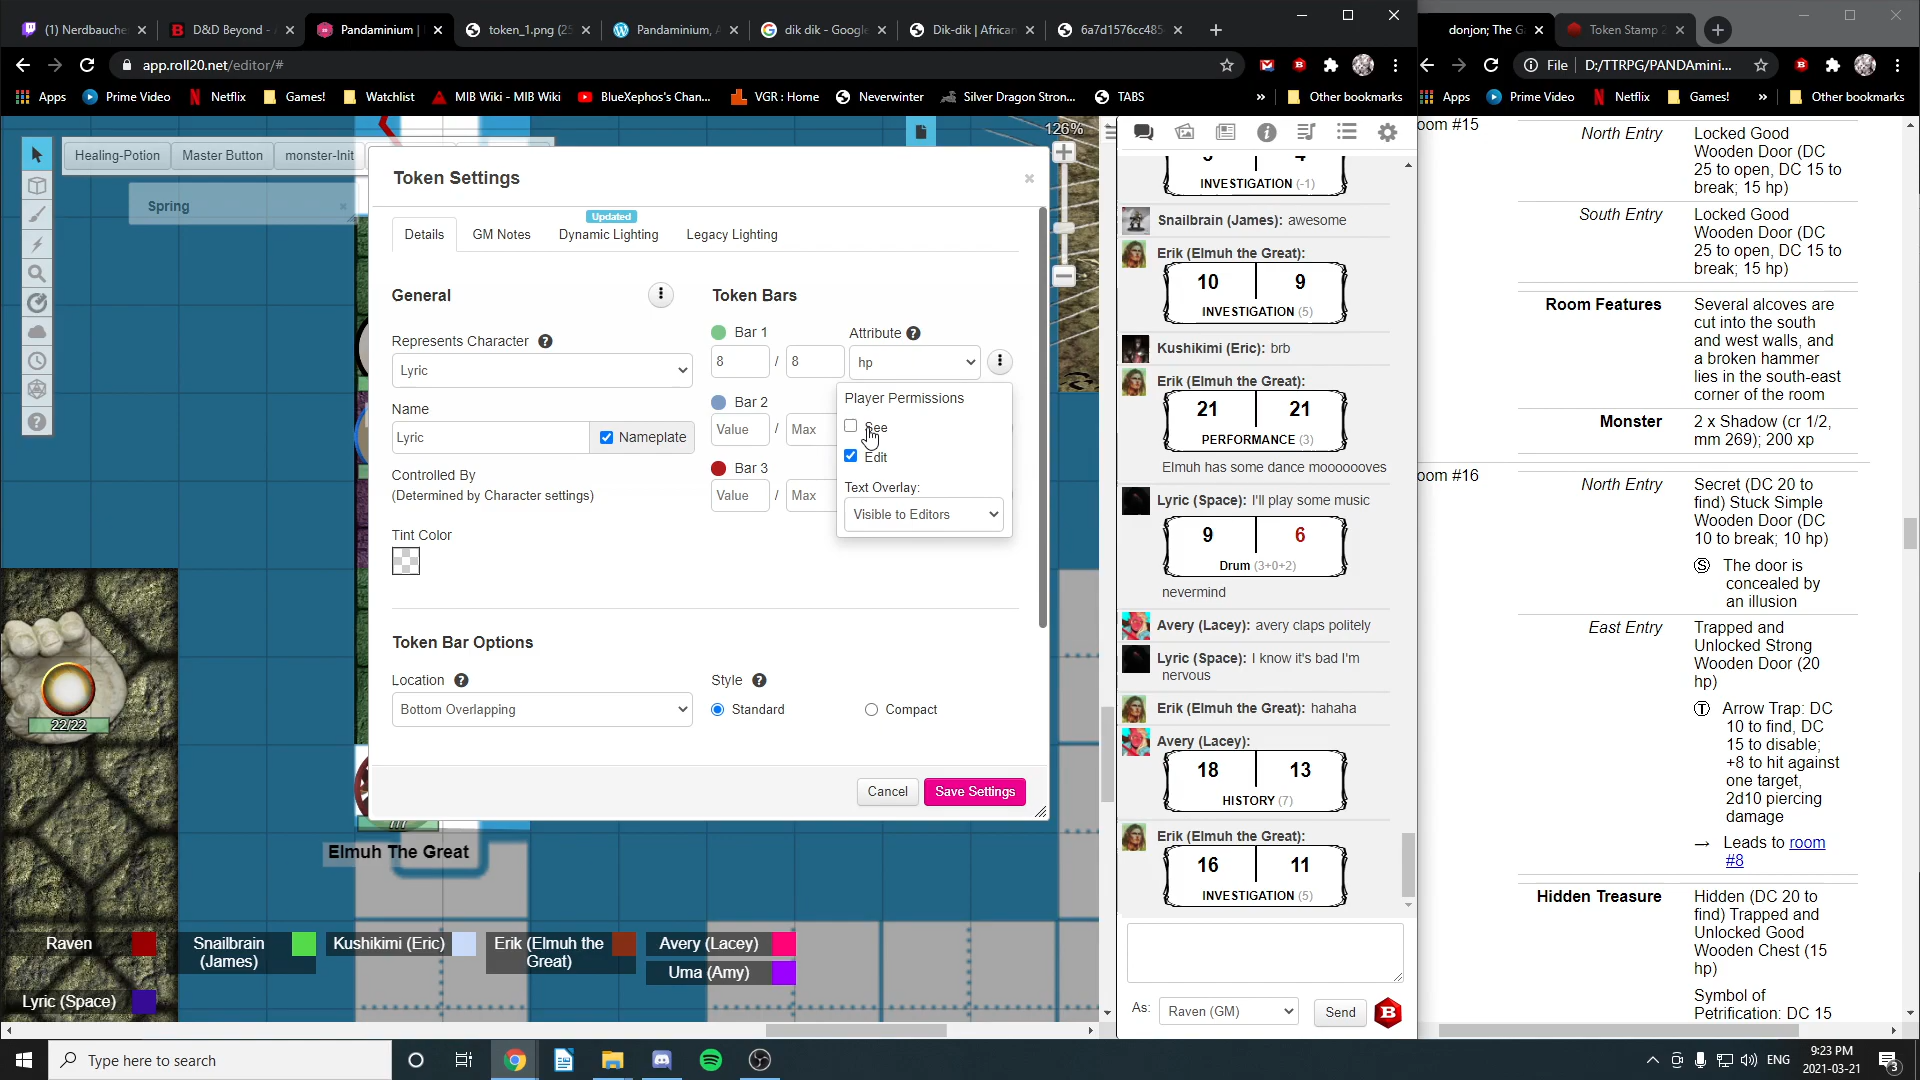 (1) Nerdbauche
D&D Beyond -
Pandaminium |
token_1.png (25
Pandaminium, A
dik dik - Google
Dik-dik | African
6a7d1576cc485
donjon; The G
Token Stamp 2
app.roll20.net/editor/#
File | D:/TTRPG/PANDAmini...
Apps
Prime Video
Netflix
Games!
Watchlist
MIB Wiki - MIB Wiki
BlueXephos's Chan...
VGR : Home
Neverwinter
Silver Dragon Stron...
TABS
»
Other bookmarks
Apps
Prime Video
Netflix
Games!
»
Other bookmarks
Healing-Potion
Master Button
monster-Init
Spring
126%
Token Settings
Updated
Details
GM Notes
Dynamic Lighting
Legacy Lighting
General
Represents Character
Lyric
Name
Lyric
Nameplate
Controlled By
(Determined by Character settings)
Tint Color
Token Bars
Bar 1
Attribute
8 / 8
hp
Bar 2
Value / Max
Bar 3
Value / Max
Player Permissions
See
Edit
Text Overlay:
Visible to Editors
Token Bar Options
Location
Bottom Overlapping
Style
Standard
Compact
Cancel
Save Settings
22/22
Elmuh The Great
Raven
Snailbrain
(James)
Kushikimi (Eric)
Erik (Elmuh the
Great)
Avery (Lacey)
Uma (Amy)
Lyric (Space)
INVESTIGATION (-1)
Snailbrain (James): awesome
Erik (Elmuh the Great):
10 9
INVESTIGATION (5)
Kushikimi (Eric): brb
Erik (Elmuh the Great):
21 21
PERFORMANCE (3)
Elmuh has some dance moooooooves
Lyric (Space): I'll play some music
9 6
Drum (3+0+2)
nevermind
Avery (Lacey): avery claps politely
Lyric (Space): I know it's bad I'm
nervous
Erik (Elmuh the Great): hahaha
Avery (Lacey):
18 13
HISTORY (7)
Erik (Elmuh the Great):
16 11
INVESTIGATION (5)
As:
Raven (GM)
Send
oom #15
North Entry
Locked Good
Wooden Door (DC
25 to open, DC 15 to
break; 15 hp)
South Entry
Locked Good
Wooden Door (DC
25 to open, DC 15 to
break; 15 hp)
Room Features
Several alcoves are
cut into the south
and west walls, and
a broken hammer
lies in the south-east
corner of the room
Monster
2 x Shadow (cr 1/2,
mm 269); 200 xp
oom #16
North Entry
Secret (DC 20 to
find) Stuck Simple
Wooden Door (DC
10 to break; 10 hp)
Ⓢ The door is
concealed by
an illusion
East Entry
Trapped and
Unlocked Strong
Wooden Door (20
hp)
Ⓣ Arrow Trap: DC
10 to find, DC
15 to disable;
+8 to hit against
one target,
2d10 piercing
damage
→ Leads to room
#8
Hidden Treasure
Hidden (DC 20 to
find) Trapped and
Unlocked Good
Wooden Chest (15
hp)
Symbol of
Petrification: DC 15
Type here to search
ENG
9:23 PM
2021-03-21
3